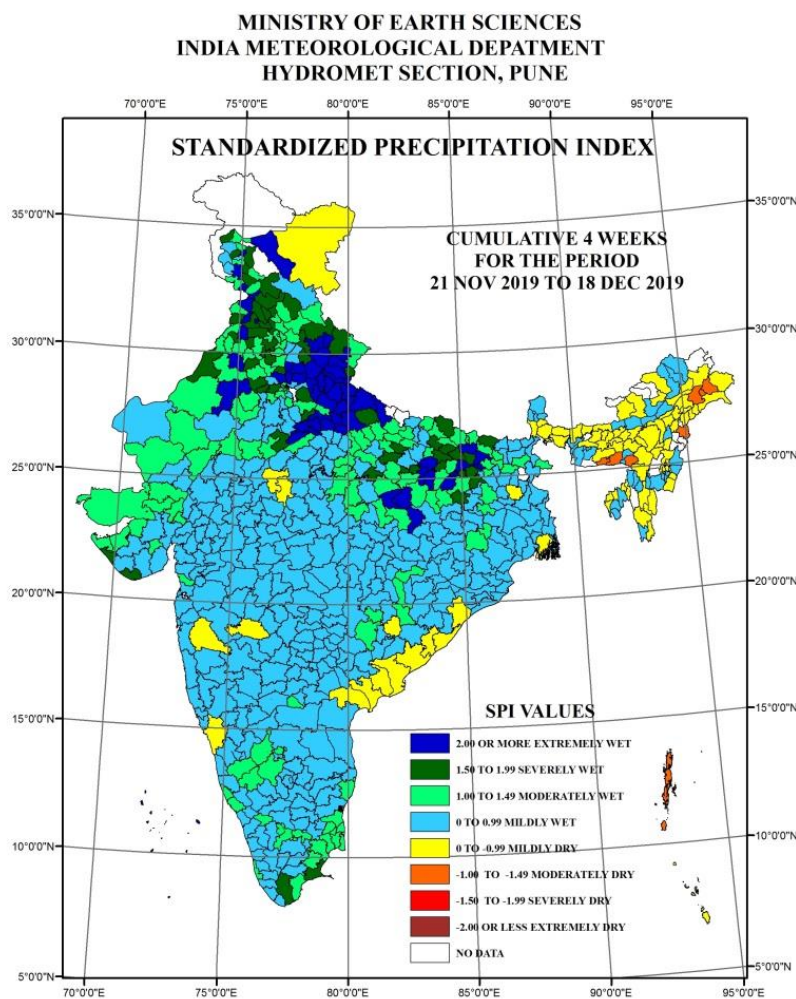 MINISTRY OF EARTH SCIENCES
INDIA METEOROLOGICAL DEPATMENT
HYDROMET SECTION, PUNE
70°0'0"E 75°0'0"E 80°0'0"E 85°0'0"E 90°0'0"E 95°0'0"E
STANDARDIZED PRECIPITATION INDEX
35°0'0"N 35°0'0"N
CUMULATIVE 4 WEEKS
FOR THE PERIOD
21 NOV 2019 TO 18 DEC 2019
30°0'0"N 30°0'0"N
25°0'0"N 25°0'0"N
20°0'0"N 20°0'0"N
15°0'0"N 15°0'0"N
SPI VALUES
2.00 OR MORE EXTREMELY WET
1.50 TO 1.99 SEVERELY WET
1.00 TO 1.49 MODERATELY WET
0 TO 0.99 MILDLY WET
10°0'0"N 10°0'0"N
0 TO -0.99 MILDLY DRY
-1.00 TO -1.49 MODERATELY DRY
-1.50 TO -1.99 SEVERELY DRY
-2.00 OR LESS EXTREMELY DRY
NO DATA
5°0'0"N 5°0'0"N
70°0'0"E 75°0'0"E 80°0'0"E 85°0'0"E 90°0'0"E 95°0'0"E